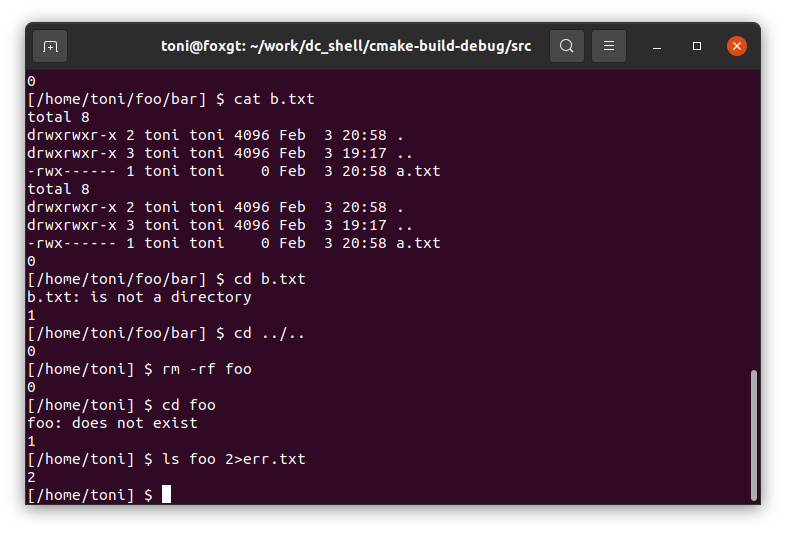 toni@foxgt: ~/work/dc_shell/cmake-build-debug/src
0
[/home/toni/foo/bar] $ cat b.txt
total 8
drwxrwxr-x 2 toni toni 4096 Feb  3 20:58 .
drwxrwxr-x 3 toni toni 4096 Feb  3 19:17 ..
-rwx------ 1 toni toni    0 Feb  3 20:58 a.txt
total 8
drwxrwxr-x 2 toni toni 4096 Feb  3 20:58 .
drwxrwxr-x 3 toni toni 4096 Feb  3 19:17 ..
-rwx------ 1 toni toni    0 Feb  3 20:58 a.txt
0
[/home/toni/foo/bar] $ cd b.txt
b.txt: is not a directory
1
[/home/toni/foo/bar] $ cd ../..
0
[/home/toni] $ rm -rf foo
0
[/home/toni] $ cd foo
foo: does not exist
1
[/home/toni] $ ls foo 2>err.txt
2
[/home/toni] $